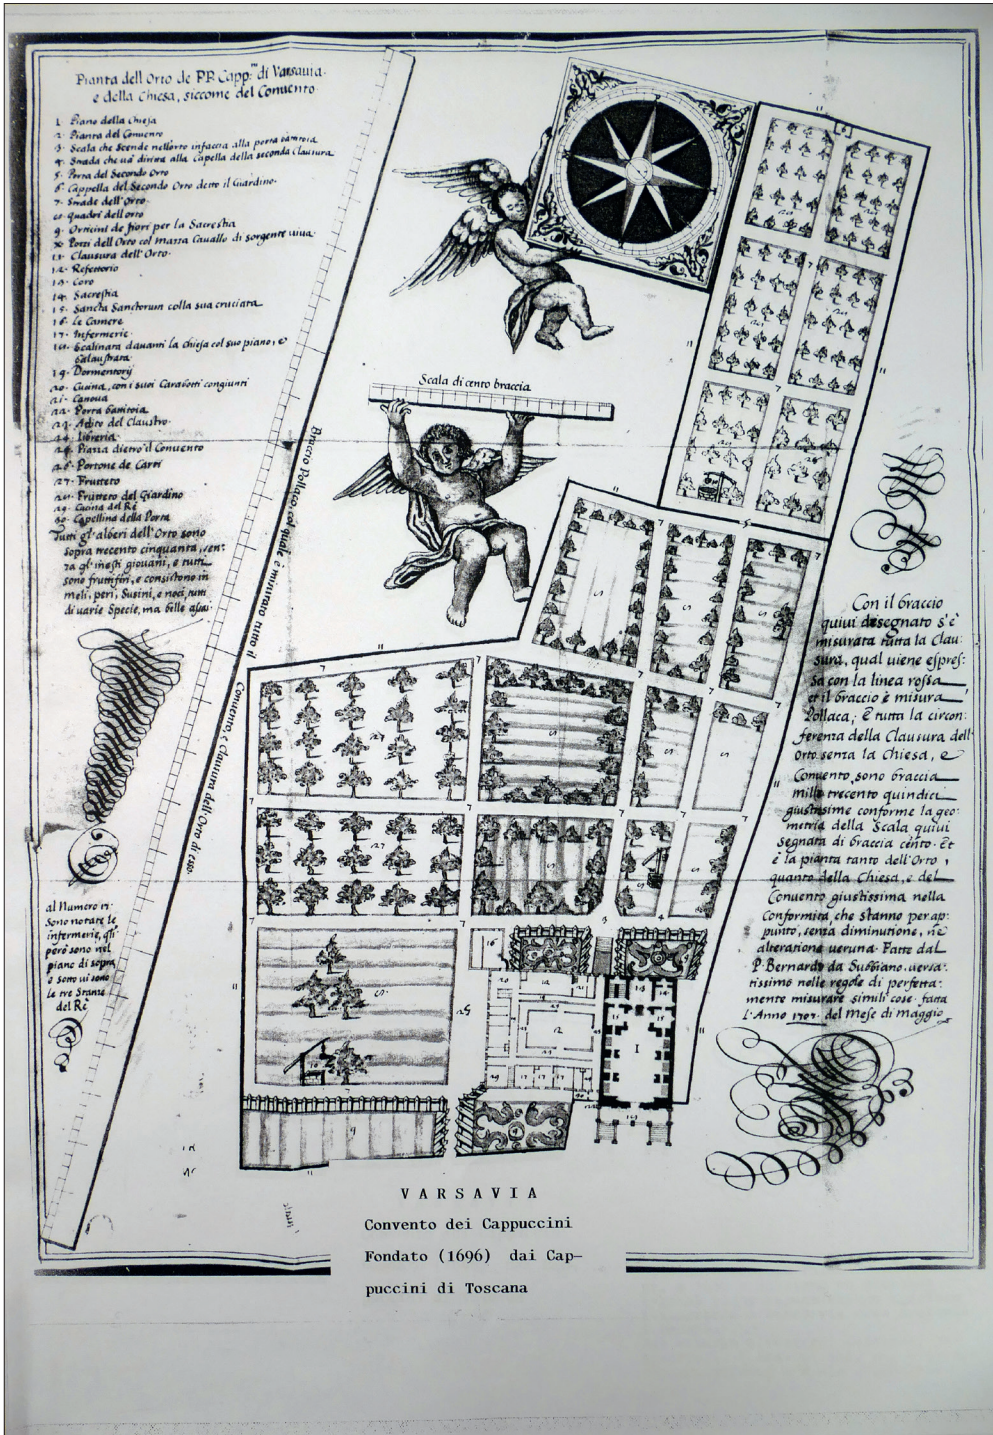 Pianta dell Orto de PP. Capp.ni di Varsavia.
e della Chiesa, siccome del Convento
1 Piano della Chiesa
2 Pianta del Convento
3 Scala che scende nell'orto infaccia alla porta battitoia
4 Strada che va' diritta alla Capella della seconda Clausura
5 Porta del Secondo Orto
6 Cappella del Secondo Orto detto il Giardino
7 Strade dell'Orto
8 quadri dell orto
9 Orticini de fiori per la Sacrestia
10 Pozzi dell'Orto col mazza Cavallo di sorgente viva
11 Clausura dell'Orto
12 Refettorio
13 Coro
14 Sacrestia
15 Sancta Sanctorum colla sua cruciata
16 le Camere
17 Infermerie
18 Scalinata davanti la chiesa col suo piano, e
balaustrata
19 Dormentorij
20 Cucina, con i suoi Caravotti congiunti
21 Canova
22 Porta battitoia
23 Adito del Claustro
24 Libreria
25 Piazza dietro il Convento
26 Portone de Carri
27 Frutteto
28 Frutteto del Giardino
29 Cucina del Rè
30 Capellina della Porta
Tutti gl'alberi dell'Orto sono
sopra trecento cinquanta, sen:
za gl'inesti giovani, e tutti
sono fruttifiri, e consistono in
meli, peri, Susini, e noci, tutti
di varie Specie, ma belle assai
al Numero 17.
Sono notate le
infermerie, gli
però sono nel
piano di sopra
e sotto vi sono
le tre Stanze
del Rè
Braccio Pollaco, col quale è misurato tutto il
Convento, e Clausura dell'Orto di esso
Scala di cento braccia
Con il braccio
quivi desegnato s'è
misurata tutta la Clau:
sura, qual viene espres:
sa con la linea rossa
et il braccio è misura
Pollaca; E tutta la circon
ferenza della Clausura dell'
Orto senza la Chiesa, e
Convento, sono braccia
mille trecento quindici
giustissime conforme la geo:
metria della Scala quivi
segnata di braccia cento. Et
è la pianta tanto dell'Orto,
quanto della Chiesa, e del
Convento giustissima nella
conformità, che stanno per ap:
punto, senza diminutione, nè
alteratione veruna. Fatte dal
P. Bernardo da Subbiano versa:
tissimo nelle regole di perfetta:
mente misurare simili cose fatta
L'Anno 1707. del mese di Maggio
V A R S A V I A
Convento dei Cappuccini
Fondato (1696) dai Cap-
puccini di Toscana